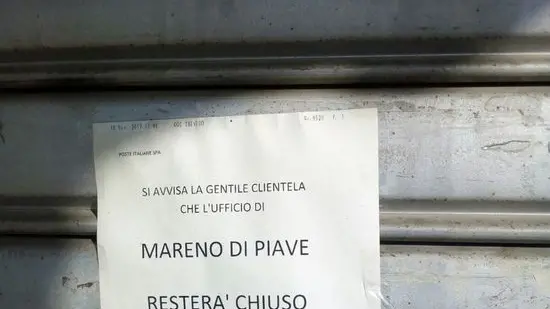 POSTE ITALIANE SPA
SI AVVISA LA GENTILE CLIENTELA
CHE L'UFFICIO DI
MARENO DI PIAVE
RESTERA' CHIUSO